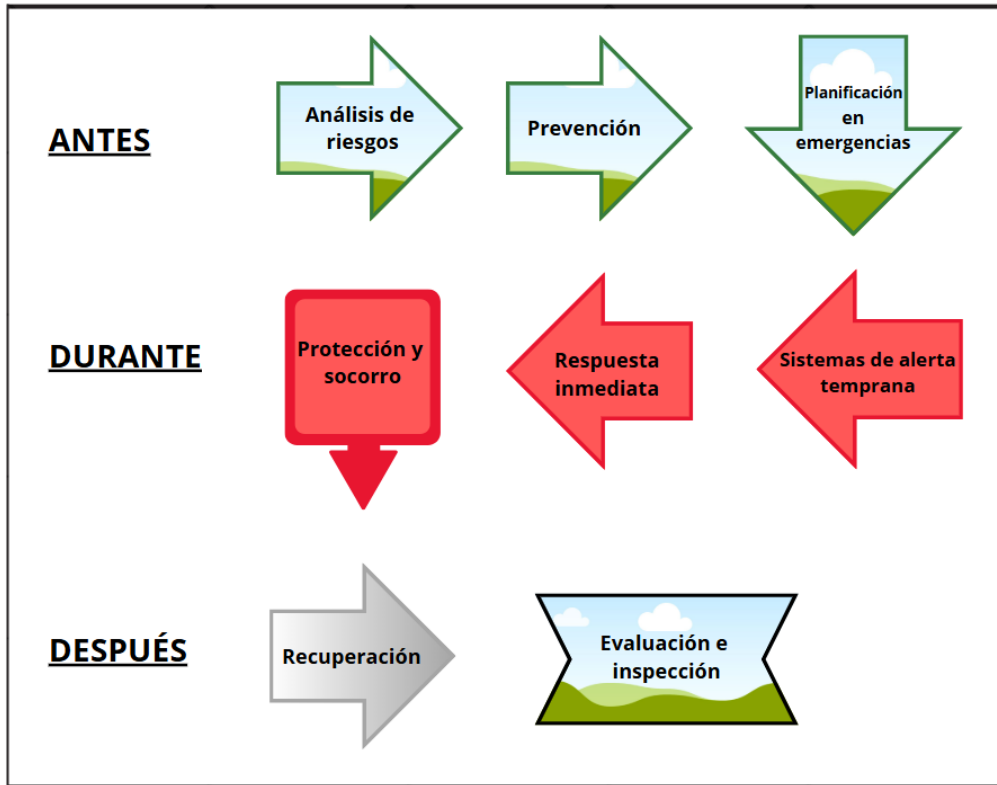 ANTES
Análisis de
riesgos
Prevención
Planificación
en
emergencias
DURANTE
Protección y
socorro
Respuesta
inmediata
Sistemas de alerta
temprana
DESPUÉS
Recuperación
Evaluación e
inspección